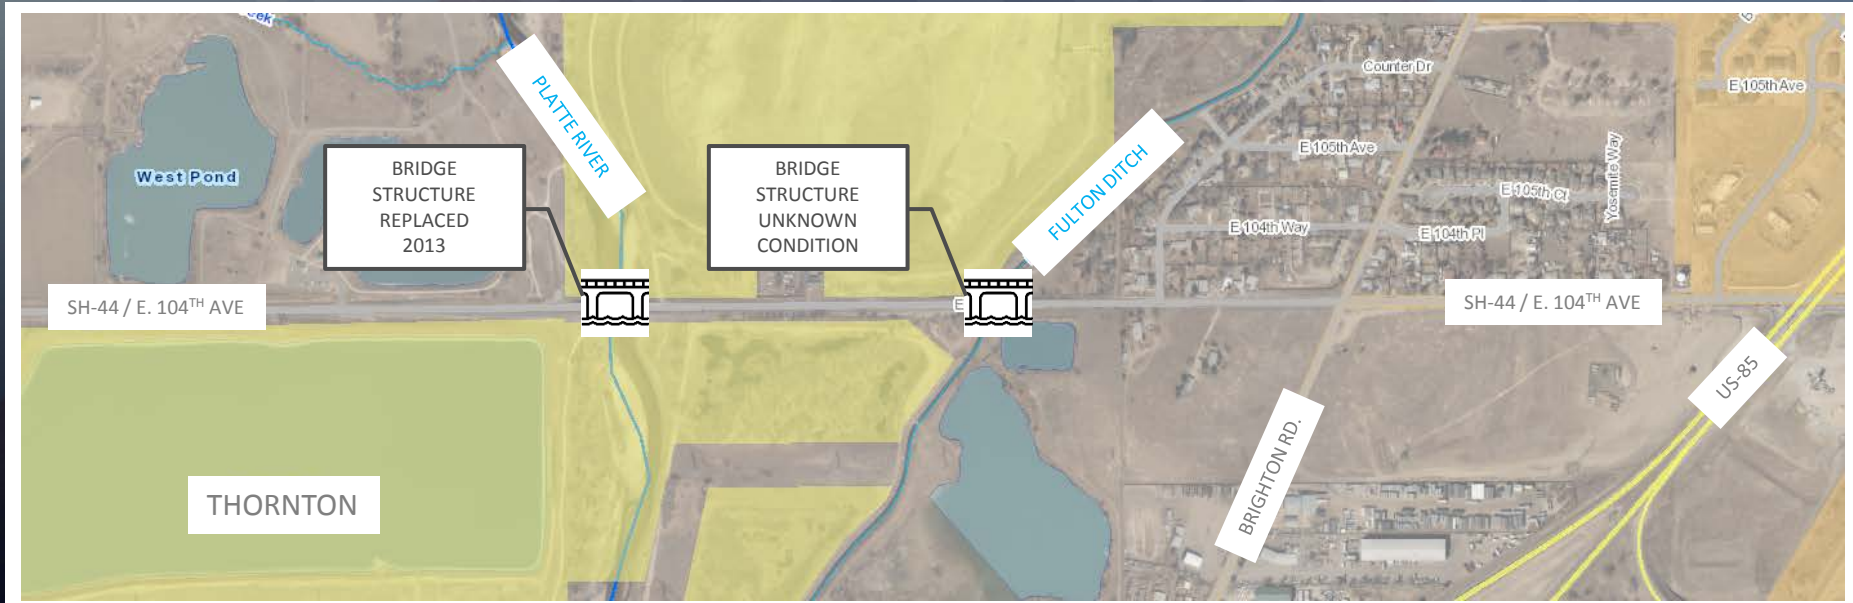 eek
PLATTE RIVER
West Pond
BRIDGE
STRUCTURE
REPLACED
2013
BRIDGE
STRUCTURE
UNKNOWN
CONDITION
FULTON DITCH
Counter Dr
E 105th Ave
E 105th Ave
E 105th Ct
Yosemite Way
E 104th Way
E 104th Pl
SH-44 / E. 104TH AVE
E
SH-44 / E. 104TH AVE
US-85
BRIGHTON RD.
THORNTON